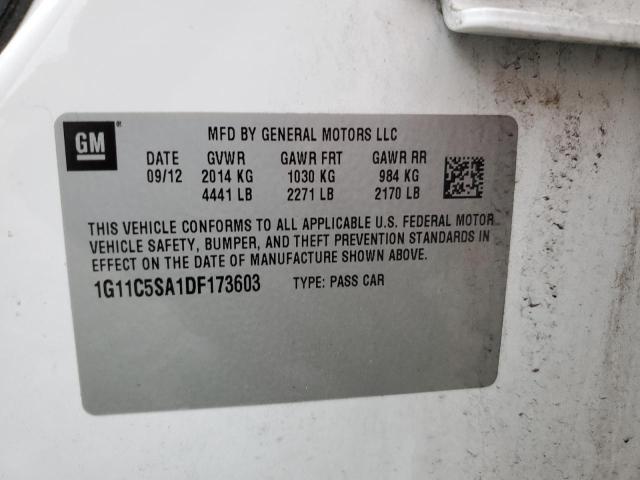 GM ® MFD BY GENERAL MOTORS LLC
DATE GVWR GAWR FRT GAWR RR
09/12 2014 KG 1030 KG 984 KG
4441 LB 2271 LB 2170 LB
THIS VEHICLE CONFORMS TO ALL APPLICABLE U.S. FEDERAL MOTOR
VEHICLE SAFETY, BUMPER, AND THEFT PREVENTION STANDARDS IN
EFFECT ON THE DATE OF MANUFACTURE SHOWN ABOVE.
1G11C5SA1DF173603 TYPE: PASS CAR